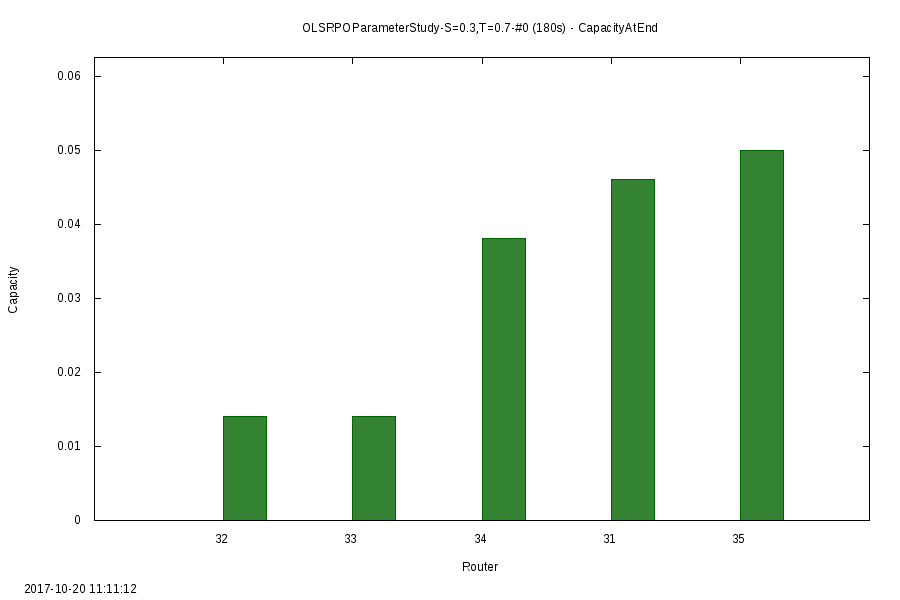 OLSRPOParameterStudy-S=0.3,T=0.7-#0 (180s) - CapacityAtEnd
0.06
0.05
0.04
0.03
0.02
0.01
0
Capacity
32 33 34 31 35
Router
2017-10-20 11:11:12